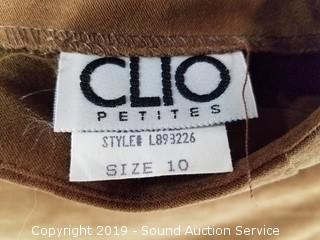 CLIO
PETITES
STYLE# L893226
SIZE 10
Copyright 2019 - Sound Auction Service